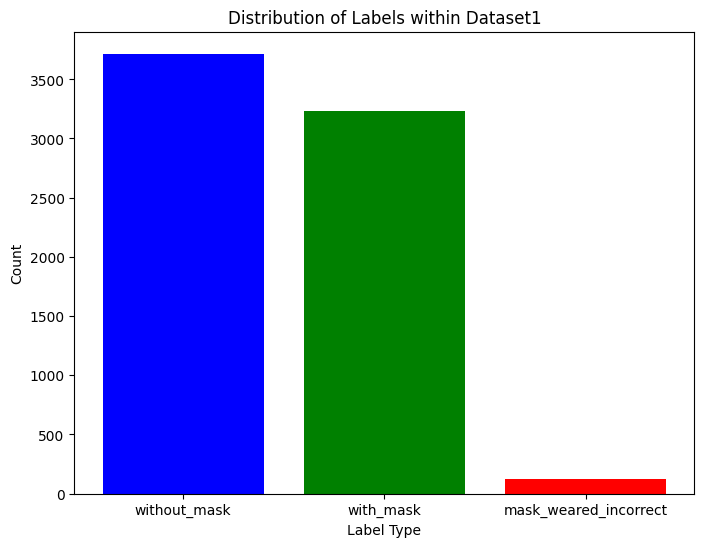 Distribution of Labels within Dataset1
3500
3000
2500
2000
1500
1000
500
0
Count
without_mask
with_mask
mask_weared_incorrect
Label Type